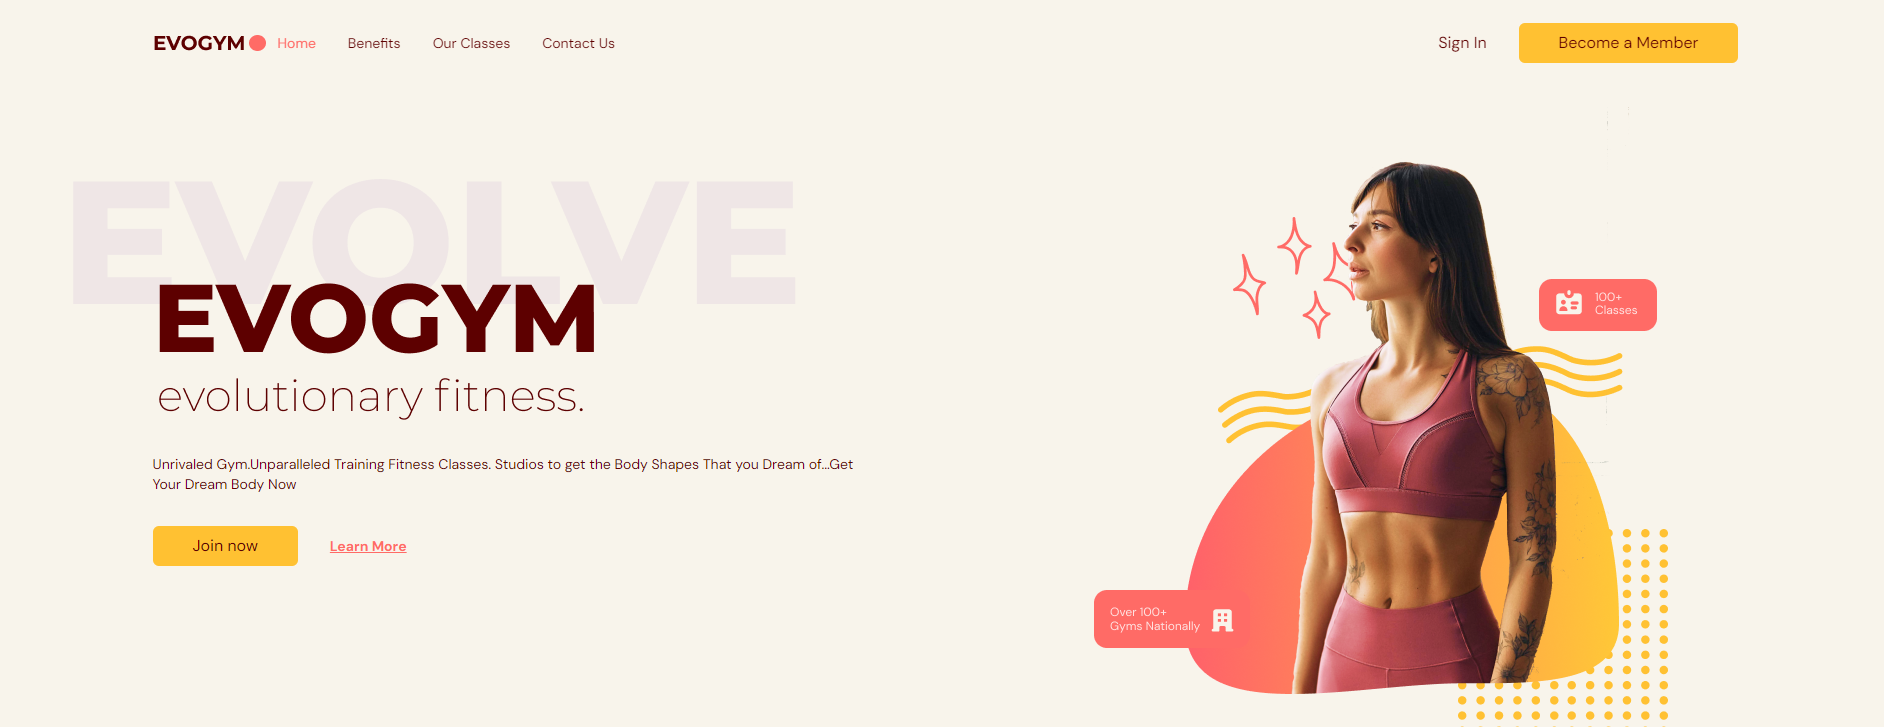 EVOGYM
Home
Benefits
Our Classes
Contact Us
Sign In
Become a Member
EVOLVE
EVOGYM
evolutionary fitness.
Unrivaled Gym.Unparalleled Training Fitness Classes. Studios to get the Body Shapes That you Dream of...Get
Your Dream Body Now
Join now
Learn More
100+
Classes
Over 100+
Gyms Nationally